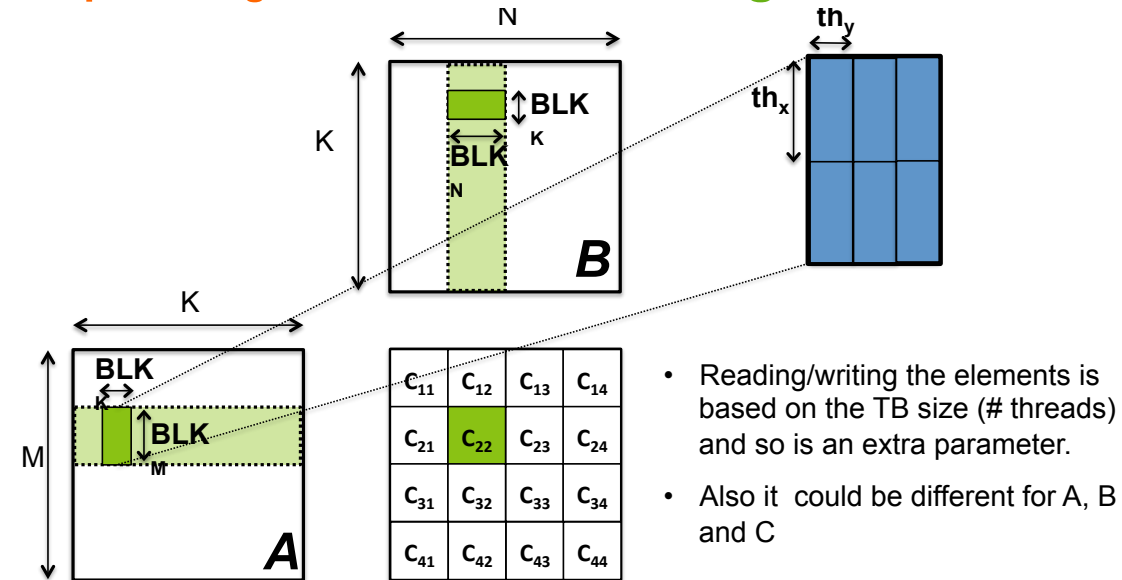 N
th_y
th_x
K
BLK
K
BLK
N
B
K
BLK
K
BLK
M
M
A
C11 C12 C13 C14
C21 C22 C23 C24
C31 C32 C33 C34
C41 C42 C43 C44
• Reading/writing the elements is
based on the TB size (# threads)
and so is an extra parameter.
• Also it could be different for A, B
and C